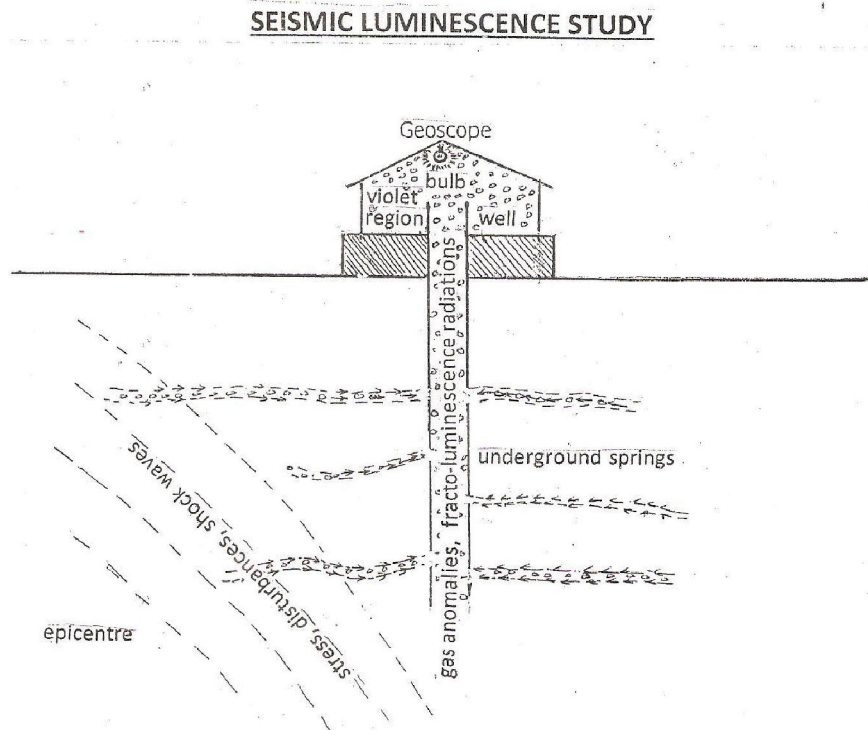 SEISMIC LUMINESCENCE STUDY
Geoscope
bulb
violet
region
well
gas anomalies, fracto-luminescence radiations
underground springs
stress, disturbances, shock waves
epicentre